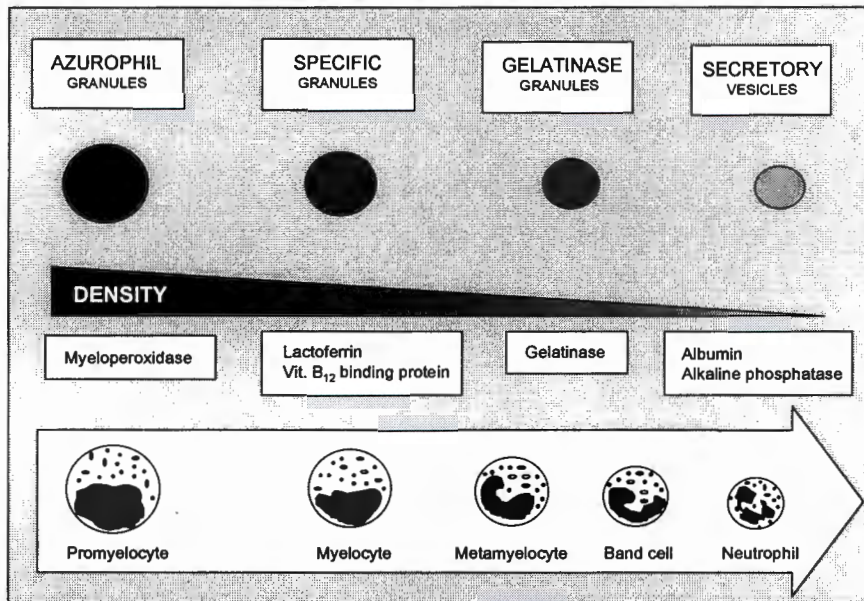 AZUROPHIL
GRANULES
SPECIFIC
GRANULES
GELATINASE
GRANULES
SECRETORY
VESICLES
DENSITY
Myeloperoxidase
Lactoferrin
Vit. B12 binding protein
Gelatinase
Albumin
Alkaline phosphatase
Promyelocyte
Myelocyte
Metamyelocyte
Band cell
Neutrophil